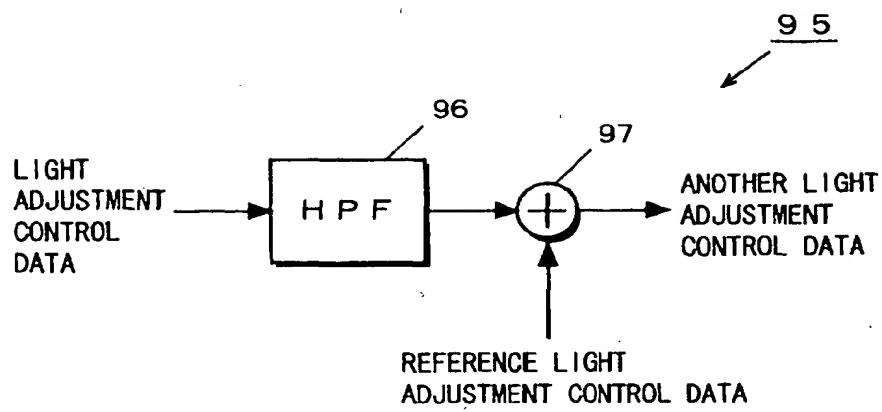 95
96
97
LIGHT
ADJUSTMENT
CONTROL
DATA
HPF
+
ANOTHER LIGHT
ADJUSTMENT
CONTROL DATA
REFERENCE LIGHT
ADJUSTMENT CONTROL DATA